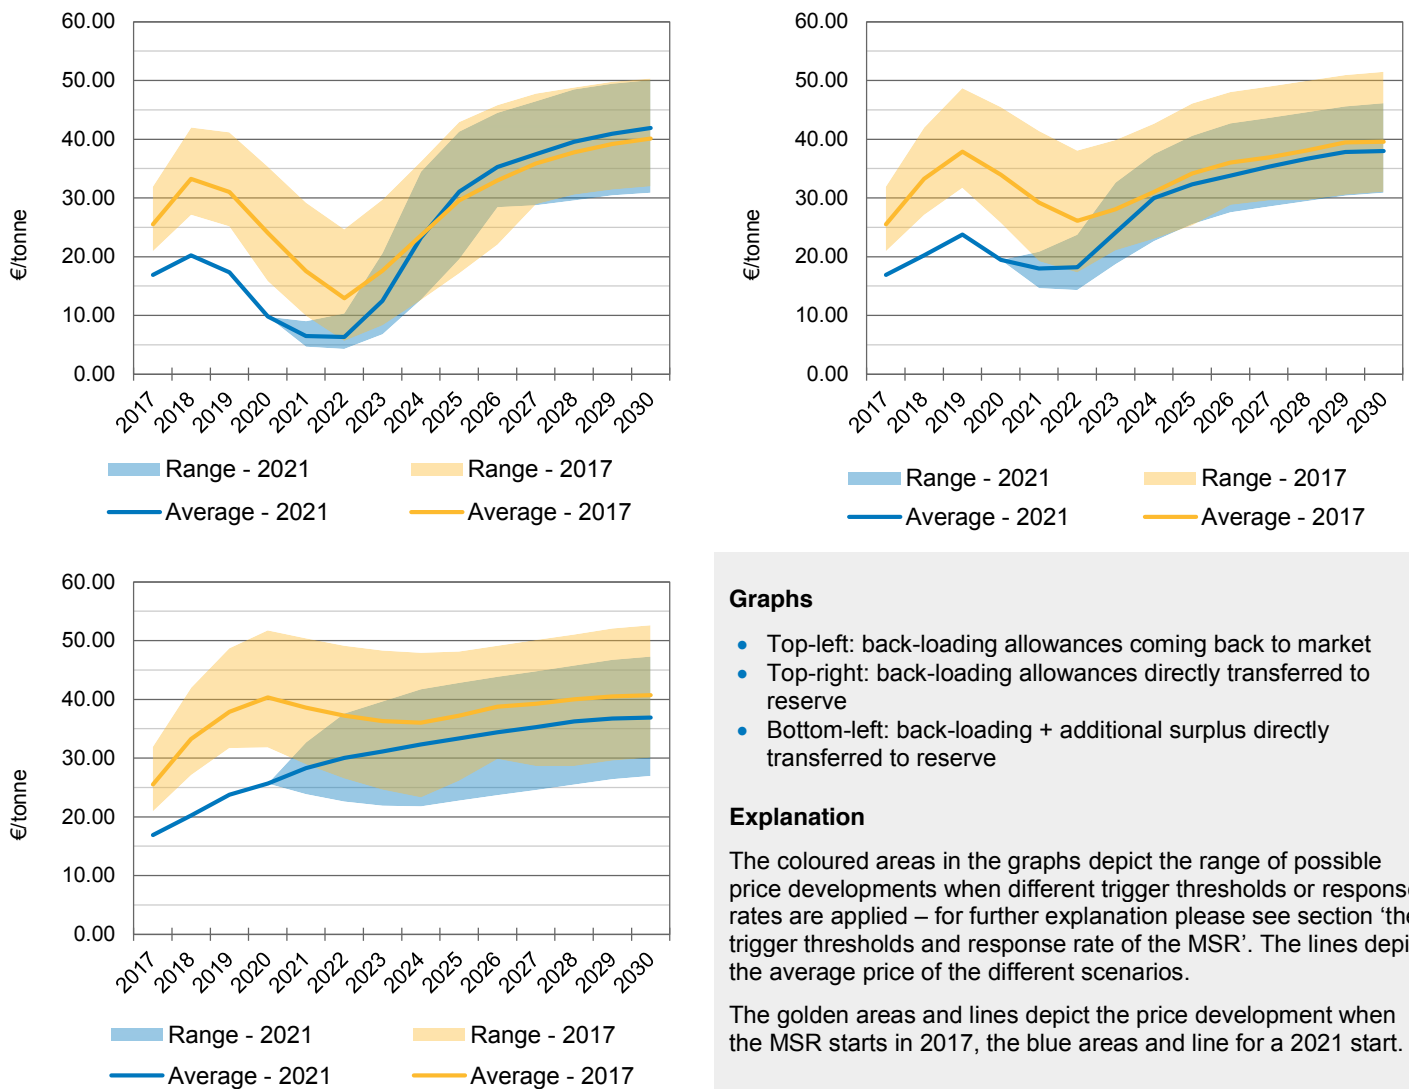 60.00
50.00
40.00
30.00
20.00
10.00
0.00
€/tonne
2017 2018 2019 2020 2021 2022 2023 2024 2025 2026 2027 2028 2029 2030
Range - 2021 Range - 2017
Average - 2021 Average - 2017
60.00
50.00
40.00
30.00
20.00
10.00
0.00
€/tonne
2017 2018 2019 2020 2021 2022 2023 2024 2025 2026 2027 2028 2029 2030
Range - 2021 Range - 2017
Average - 2021 Average - 2017
60.00
50.00
40.00
30.00
20.00
10.00
0.00
€/tonne
2017 2018 2019 2020 2021 2022 2023 2024 2025 2026 2027 2028 2029 2030
Range - 2021 Range - 2017
Average - 2021 Average - 2017
Graphs
• Top-left: back-loading allowances coming back to market
• Top-right: back-loading allowances directly transferred to
reserve
• Bottom-left: back-loading + additional surplus directly
transferred to reserve
Explanation
The coloured areas in the graphs depict the range of possible
price developments when different trigger thresholds or respons
rates are applied – for further explanation please see section ‘the
trigger thresholds and response rate of the MSR’. The lines depi
the average price of the different scenarios.
The golden areas and lines depict the price development when
the MSR starts in 2017, the blue areas and line for a 2021 start.